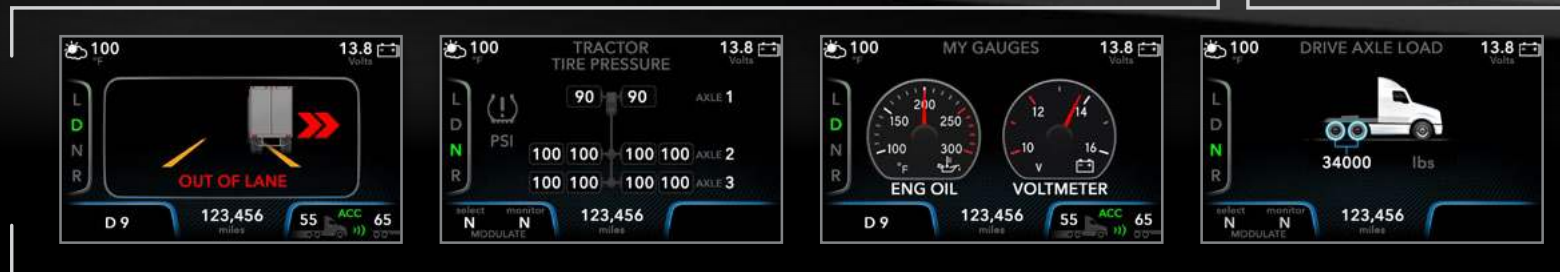 100
°F
13.8
Volts
L
D
N
R
OUT OF LANE
D 9
123,456
miles
55
ACC
65
100
°F
TRACTOR
TIRE PRESSURE
13.8
Volts
L
D
N
R
PSI
90 90 AXLE 1
100 100 100 100 AXLE 2
100 100 100 100 AXLE 3
select monitor
N N
MODULATE
123,456
miles
100
°F
MY GAUGES
13.8
Volts
L
D
N
R
100 150 200 250 300
°F
ENG OIL
10 12 14 16
V
VOLTMETER
D 9
123,456
miles
55
ACC
65
100
°F
DRIVE AXLE LOAD
13.8
Volts
L
D
N
R
34000 lbs
select monitor
N N
MODULATE
123,456
miles